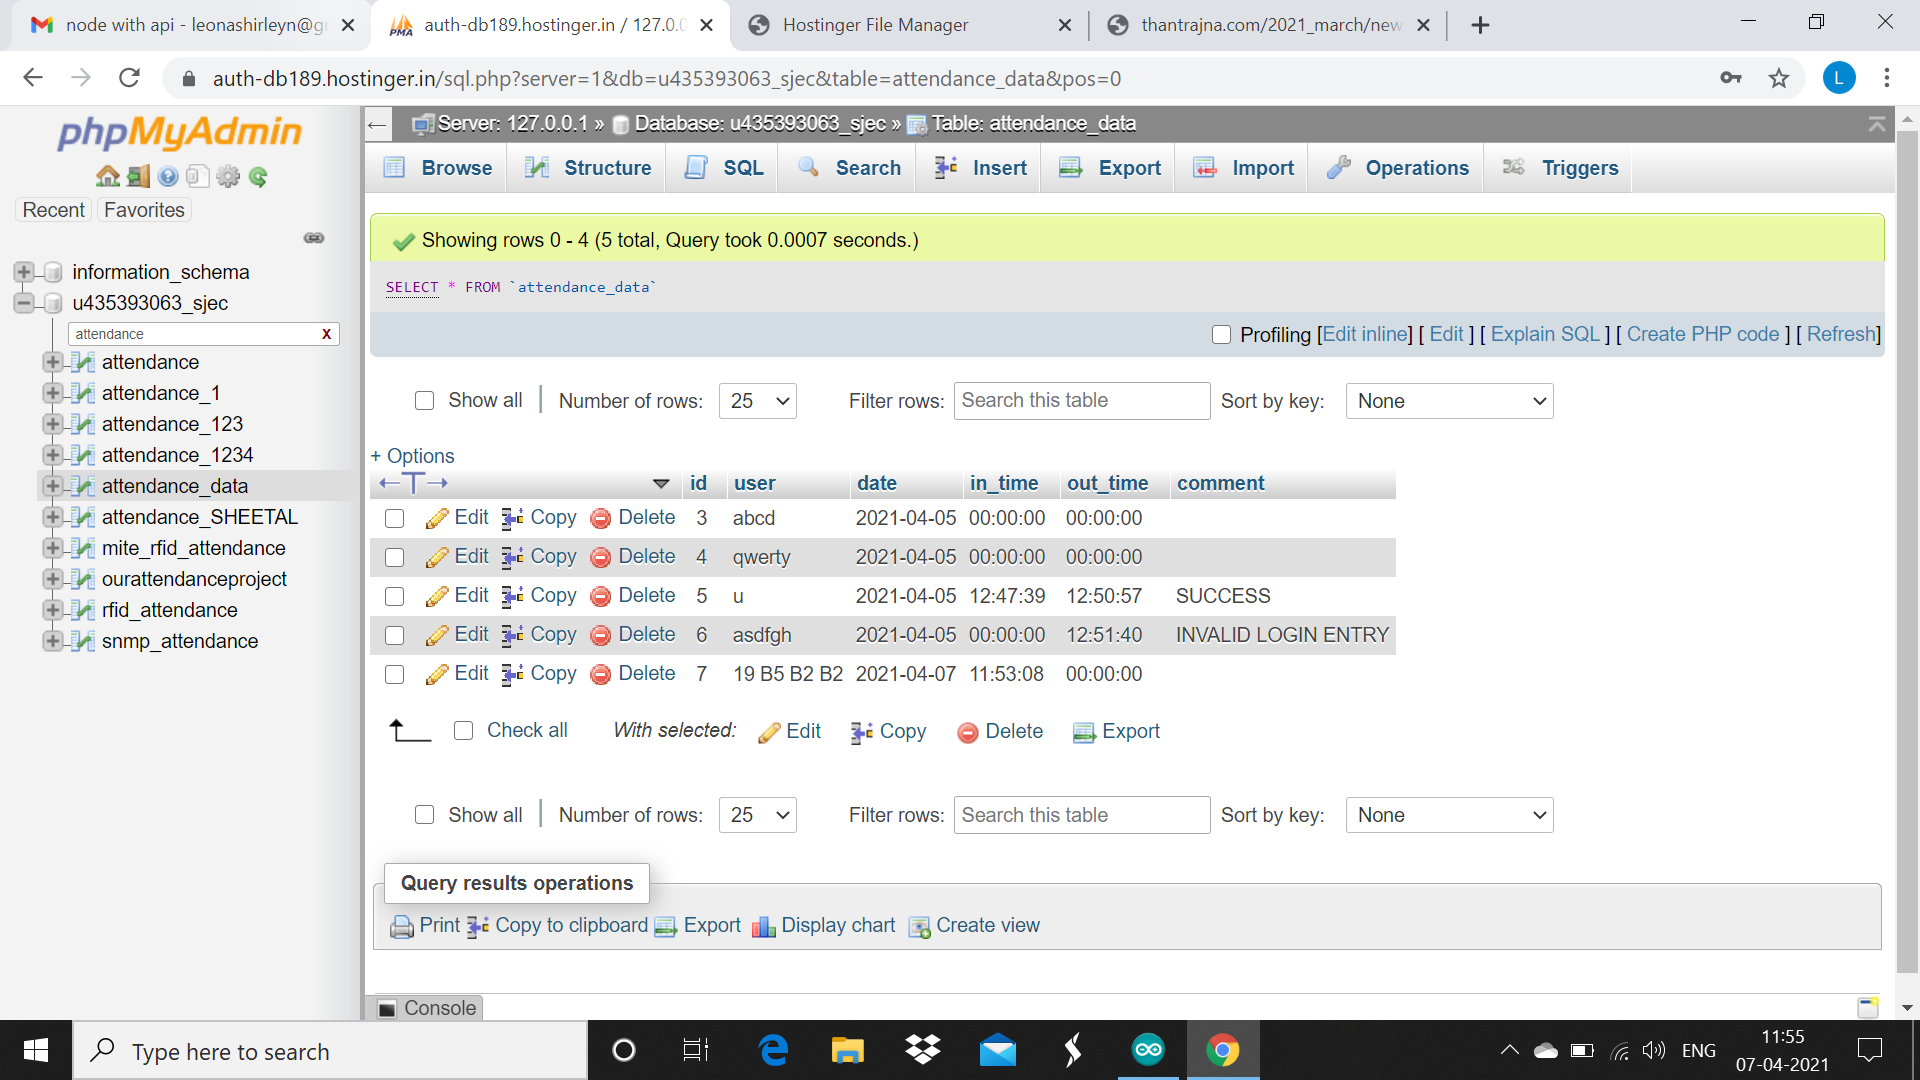 node with api - leonashirleyn@g
auth-db189.hostinger.in / 127.0.0
Hostinger File Manager
thantrajna.com/2021_march/new
auth-db189.hostinger.in/sql.php?server=1&db=u435393063_sjec&table=attendance_data&pos=0
L
phpMyAdmin
Recent Favorites
information_schema
u435393063_sjec
attendance X
attendance
attendance_1
attendance_123
attendance_1234
attendance_data
attendance_SHEETAL
mite_rfid_attendance
ourattendanceproject
rfid_attendance
snmp_attendance
Server: 127.0.0.1 » Database: u435393063_sjec » Table: attendance_data
Browse Structure SQL Search Insert Export Import Operations Triggers
Showing rows 0 - 4 (5 total, Query took 0.0007 seconds.)
SELECT * FROM `attendance_data`
Profiling [Edit inline] [ Edit ] [ Explain SQL ] [ Create PHP code ] [ Refresh]
Show all Number of rows: 25 Filter rows: Search this table Sort by key: None
+ Options
←T→ id user date in_time out_time comment
Edit Copy Delete 3 abcd 2021-04-05 00:00:00 00:00:00
Edit Copy Delete 4 qwerty 2021-04-05 00:00:00 00:00:00
Edit Copy Delete 5 u 2021-04-05 12:47:39 12:50:57 SUCCESS
Edit Copy Delete 6 asdfgh 2021-04-05 00:00:00 12:51:40 INVALID LOGIN ENTRY
Edit Copy Delete 7 19 B5 B2 B2 2021-04-07 11:53:08 00:00:00
Check all With selected: Edit Copy Delete Export
Show all Number of rows: 25 Filter rows: Search this table Sort by key: None
Query results operations
Print Copy to clipboard Export Display chart Create view
Console
Type here to search
ENG
11:55
07-04-2021